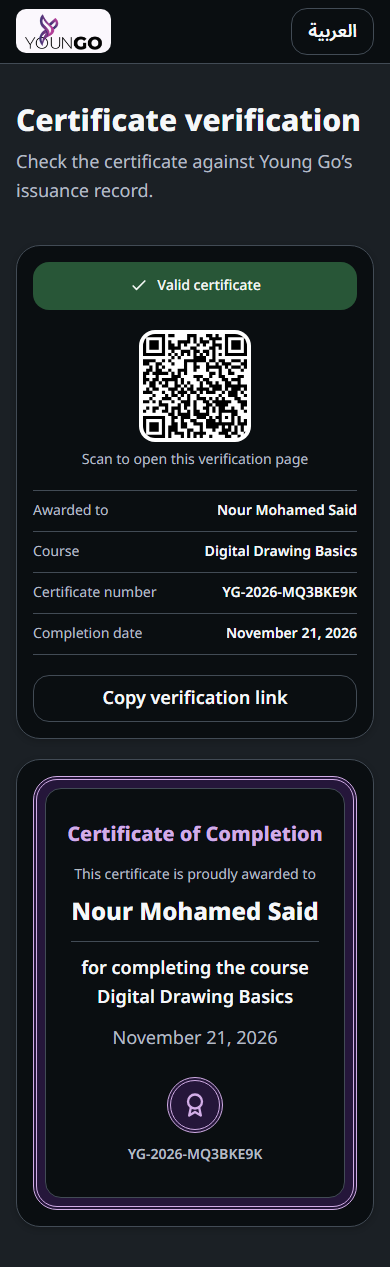 YOUNGO
العربية
Certificate verification
Check the certificate against Young Go’s
issuance record.
Valid certificate
Scan to open this verification page
Awarded to Nour Mohamed Said
Course Digital Drawing Basics
Certificate number YG-2026-MQ3BKE9K
Completion date November 21, 2026
Copy verification link
Certificate of Completion
This certificate is proudly awarded to
Nour Mohamed Said
for completing the course
Digital Drawing Basics
November 21, 2026
YG-2026-MQ3BKE9K